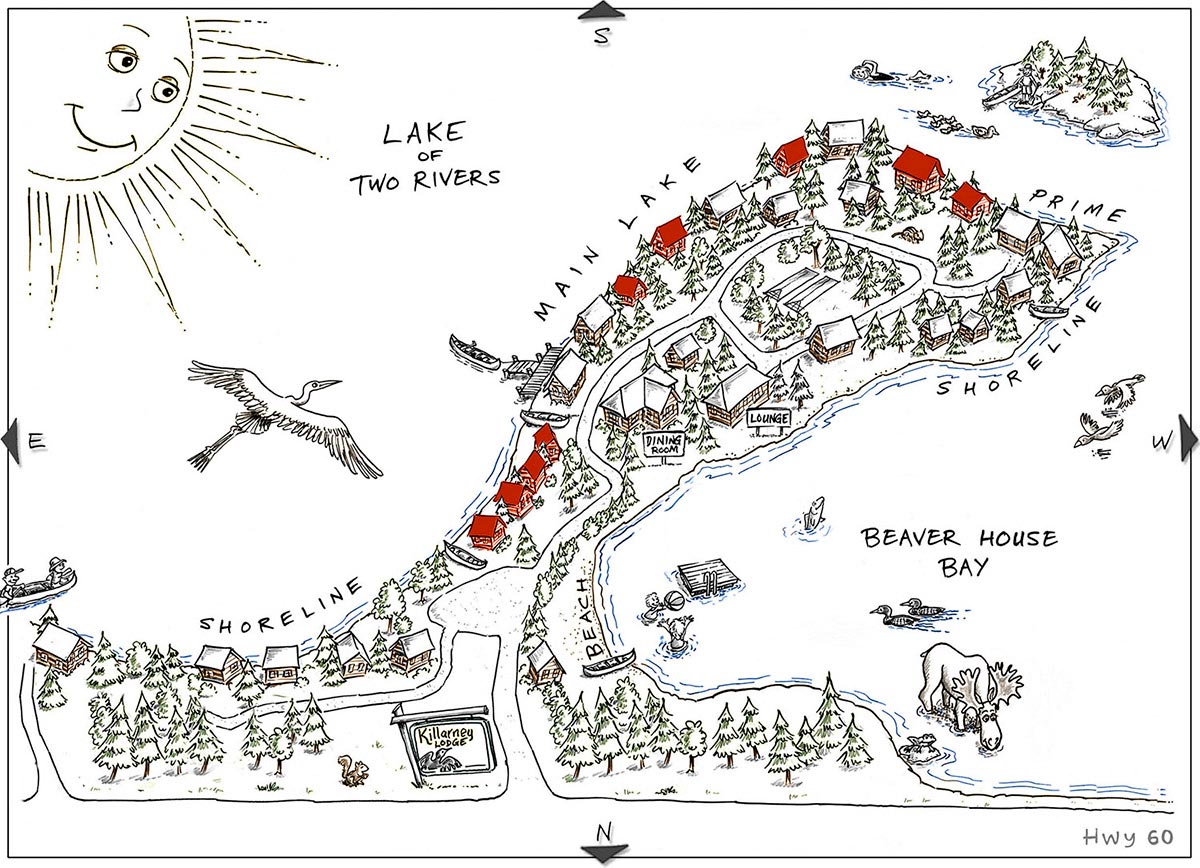 S
LAKE
OF
TWO RIVERS
MAIN LAKE
PRIME
SHORELINE
E
W
LOUNGE
DINING
ROOM
BEAVER HOUSE
BAY
BEACH
SHORELINE
Killarney
LODGE
N
Hwy 60